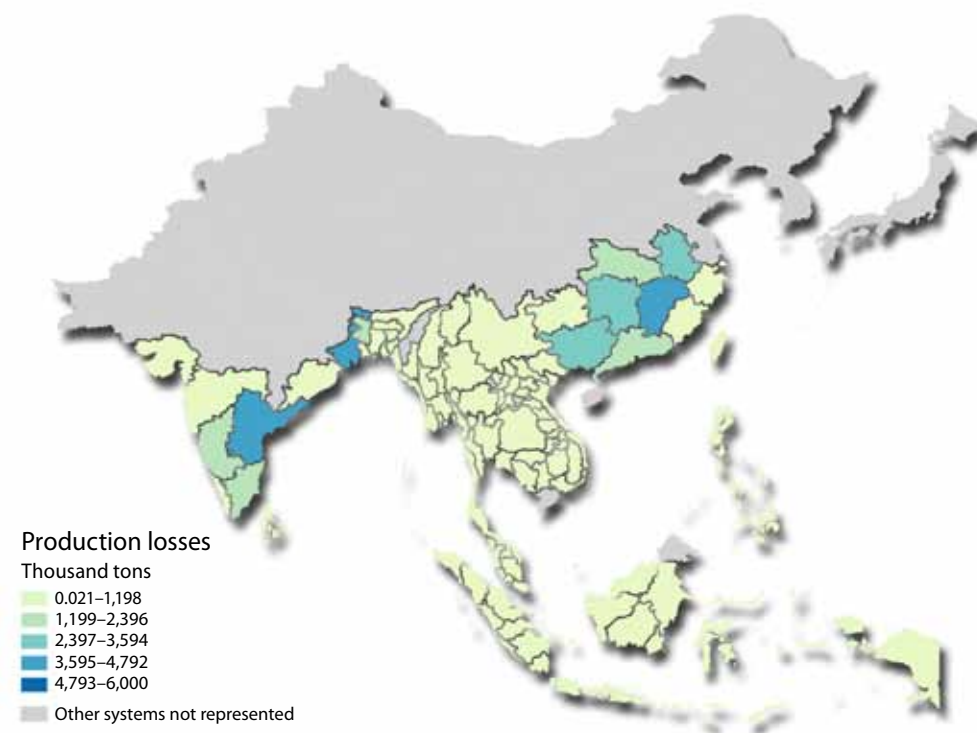 Production losses
Thousand tons
0.021–1,198
1,199–2,396
2,397–3,594
3,595–4,792
4,793–6,000
Other systems not represented